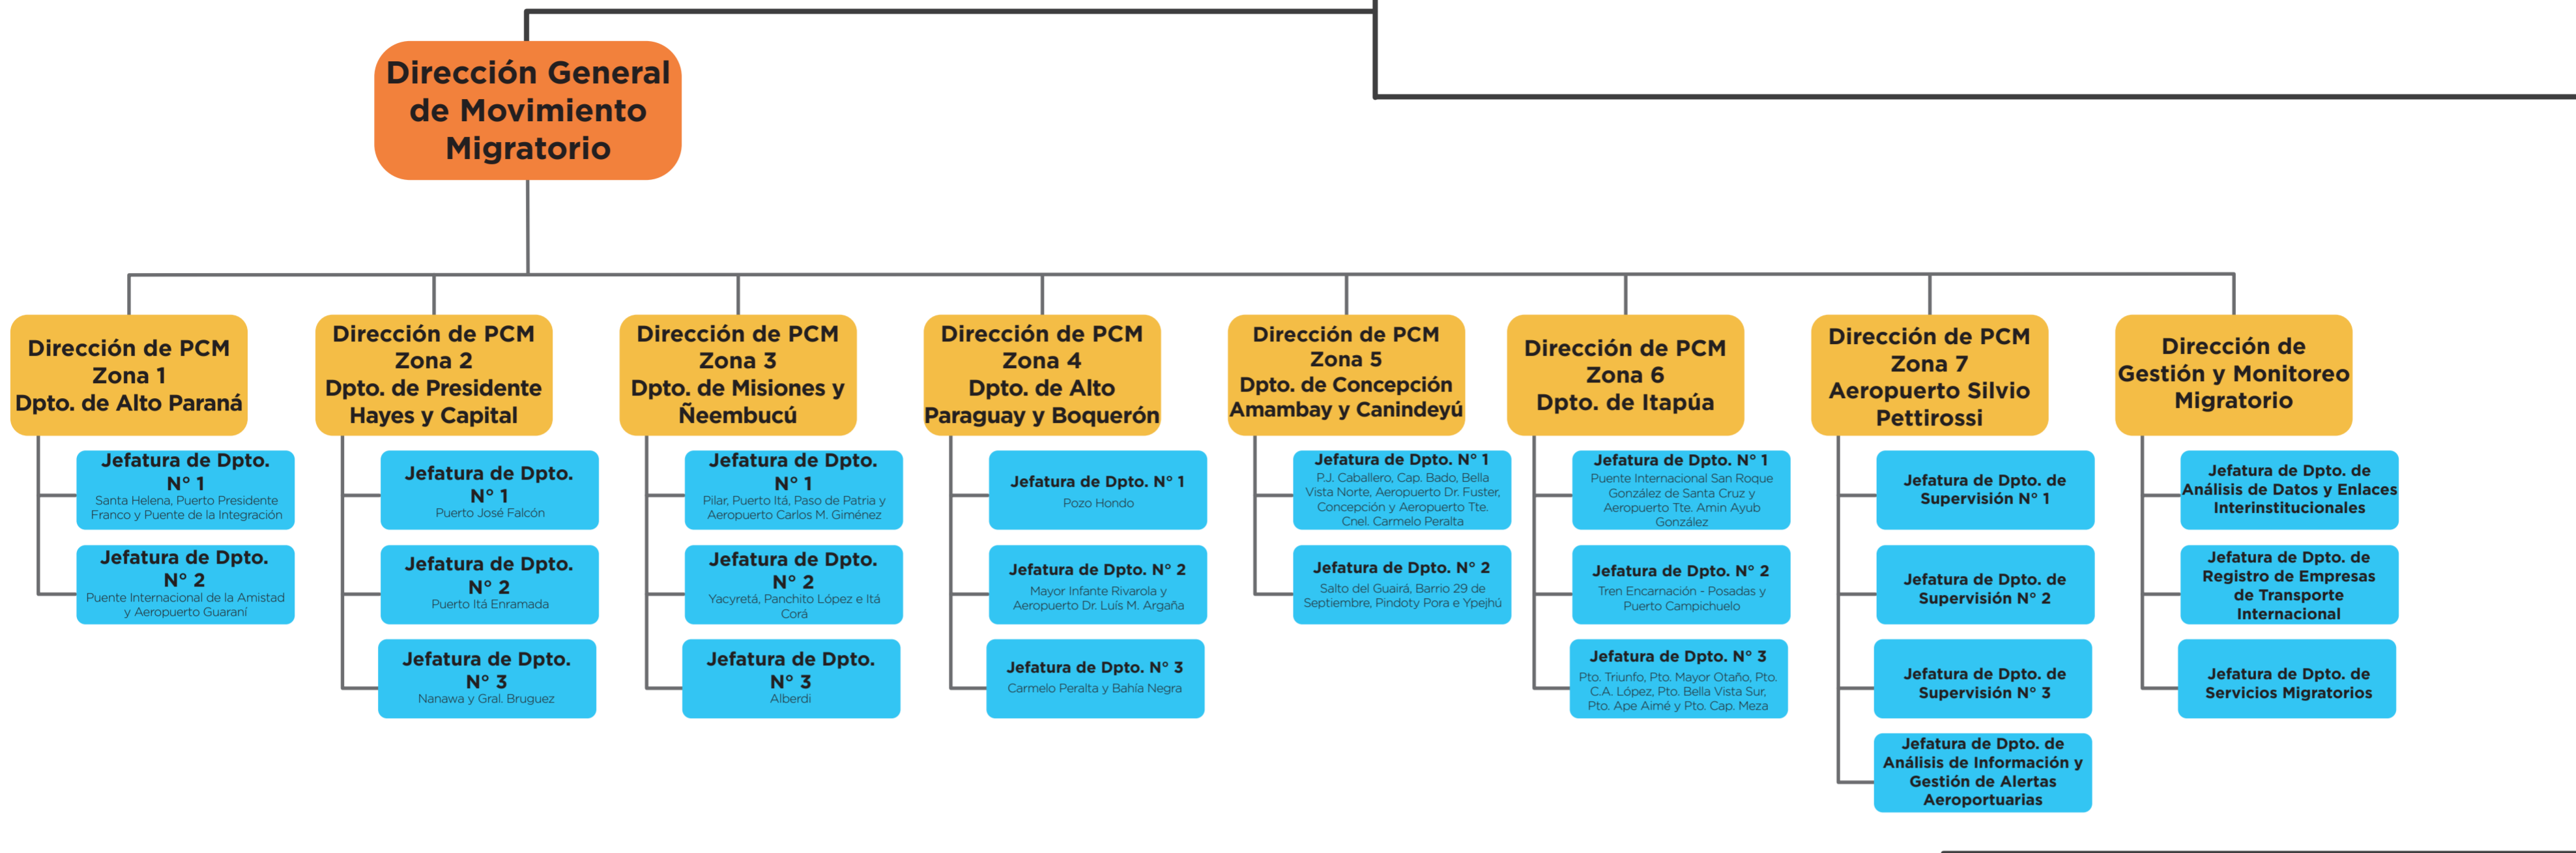 Dirección General
de Movimiento
Migratorio
Dirección de PCM
Zona 1
Dpto. de Alto Paraná
Jefatura de Dpto.
N° 1
Santa Helena, Puerto Presidente
Franco y Puente de la Integración
Jefatura de Dpto.
N° 2
Puente Internacional de la Amistad
y Aeropuerto Guaraní
Dirección de PCM
Zona 2
Dpto. de Presidente
Hayes y Capital
Jefatura de Dpto.
N° 1
Puerto José Falcón
Jefatura de Dpto.
N° 2
Puerto Itá Enramada
Jefatura de Dpto.
N° 3
Nanawa y Gral. Bruguez
Dirección de PCM
Zona 3
Dpto. de Misiones y
Ñeembucú
Jefatura de Dpto.
N° 1
Pilar, Puerto Itá, Paso de Patria y
Aeropuerto Carlos M. Giménez
Jefatura de Dpto.
N° 2
Yacyretá, Panchito López e Itá
Corá
Jefatura de Dpto.
N° 3
Alberdi
Dirección de PCM
Zona 4
Dpto. de Alto
Paraguay y Boquerón
Jefatura de Dpto. N° 1
Pozo Hondo
Jefatura de Dpto. N° 2
Mayor Infante Rivarola y
Aeropuerto Dr. Luís M. Argaña
Jefatura de Dpto. N° 3
Carmelo Peralta y Bahía Negra
Dirección de PCM
Zona 5
Dpto. de Concepción
Amambay y Canindeyú
Jefatura de Dpto. N° 1
P.J. Caballero, Cap. Bado, Bella
Vista Norte, Aeropuerto Dr. Fuster,
Concepción y Aeropuerto Tte.
Cnel. Carmelo Peralta
Jefatura de Dpto. N° 2
Salto del Guairá, Barrio 29 de
Septiembre, Pindoty Pora e Ypejhú
Dirección de PCM
Zona 6
Dpto. de Itapúa
Jefatura de Dpto. N° 1
Puente Internacional San Roque
González de Santa Cruz y
Aeropuerto Tte. Amin Ayub
González
Jefatura de Dpto. N° 2
Tren Encarnación - Posadas y
Puerto Campichuelo
Jefatura de Dpto. N° 3
Pto. Triunfo, Pto. Mayor Otaño, Pto.
C.A. López, Pto. Bella Vista Sur,
Pto. Ape Aimé y Pto. Cap. Meza
Dirección de PCM
Zona 7
Aeropuerto Silvio
Pettirossi
Jefatura de Dpto. de
Supervisión N° 1
Jefatura de Dpto. de
Supervisión N° 2
Jefatura de Dpto. de
Supervisión N° 3
Jefatura de Dpto. de
Análisis de Información y
Gestión de Alertas
Aeroportuarias
Dirección de
Gestión y Monitoreo
Migratorio
Jefatura de Dpto. de
Análisis de Datos y Enlaces
Interinstitucionales
Jefatura de Dpto. de
Registro de Empresas
de Transporte
Internacional
Jefatura de Dpto. de
Servicios Migratorios